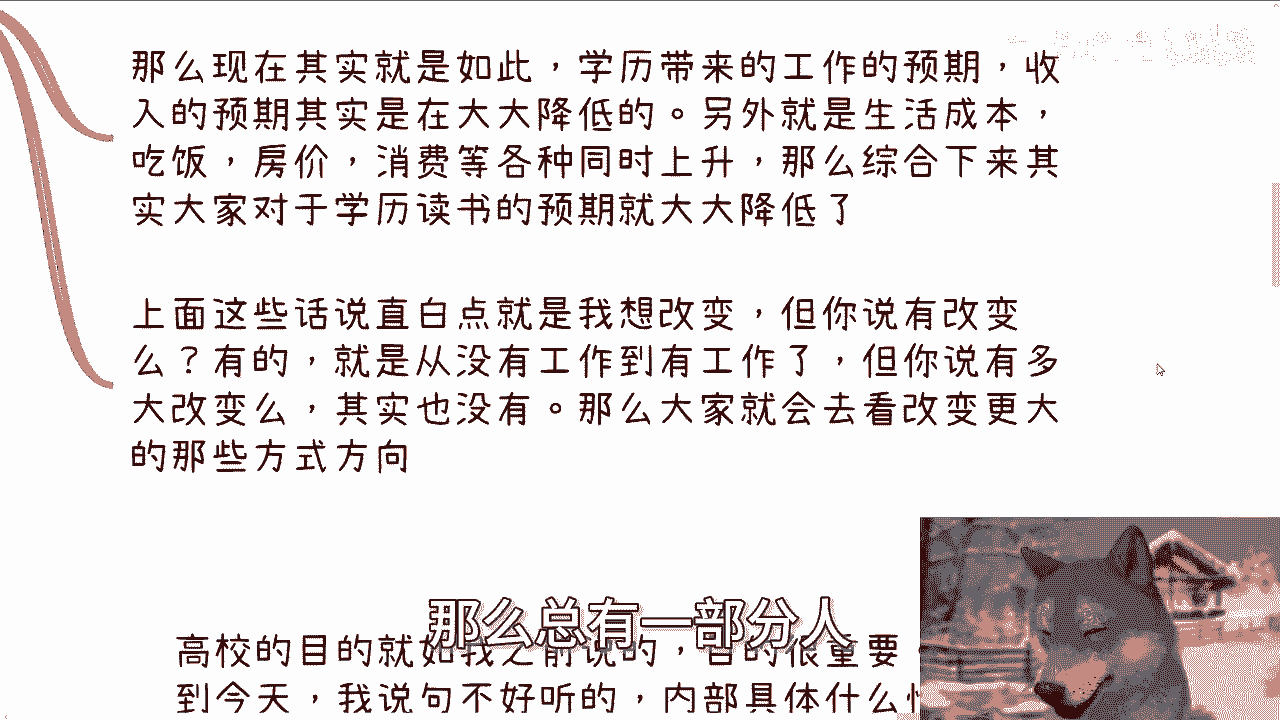 那么现在其实就是如此，学历带来的工作的预期，收
入的预期其实是在大大降低的。另外就是生活成本，
吃饭，房价，消费等各种同时上升，那么综合下来其
实大家对于学历读书的预期就大大降低了
上面这些话说直白点就是我想改变，但你说有改变
么？有的，就是从没有工作到有工作了，但你说有多
大改变么，其实也没有。那么大家就会去看改变更大
的那些方式方向
那么总有一部分人
高校的目的就如我之前说的，目的很重要
到今天，我说句不好听的，内部具体什么